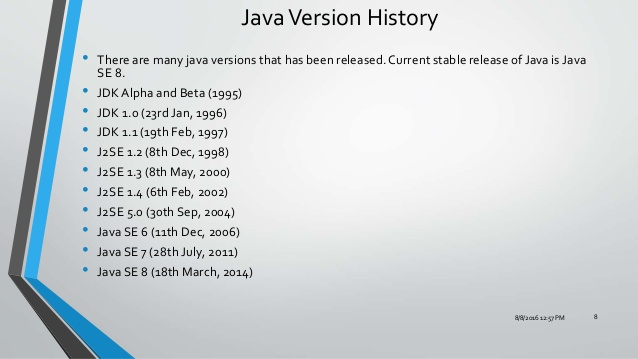 Java Version History
There are many java versions that has been released. Current stable release of Java is Java
SE 8.
JDK Alpha and Beta (1995)
JDK 1.0 (23rd Jan, 1996)
JDK 1.1 (19th Feb, 1997)
J2SE 1.2 (8th Dec, 1998)
J2SE 1.3 (8th May, 2000)
J2SE 1.4 (6th Feb, 2002)
J2SE 5.0 (30th Sep, 2004)
Java SE 6 (11th Dec, 2006)
Java SE 7 (28th July, 2011)
Java SE 8 (18th March, 2014)
8/8/2016 12:57 PM 8